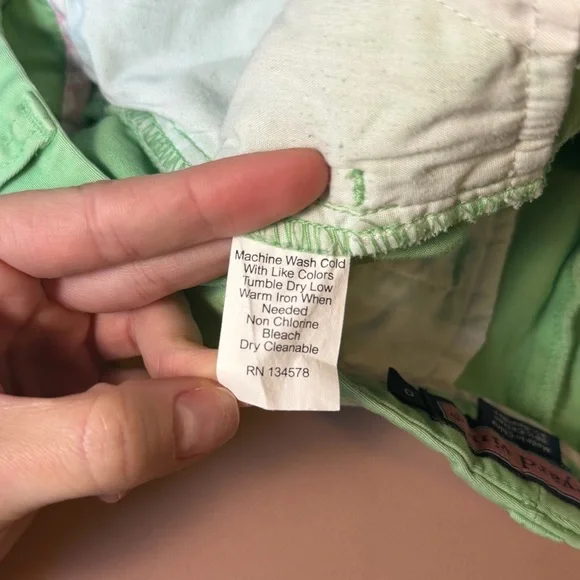 Machine Wash Cold
With Like Colors
Tumble Dry Low
Warm Iron When
Needed
Non Chlorine
Bleach
Dry Cleanable
RN 134578
0